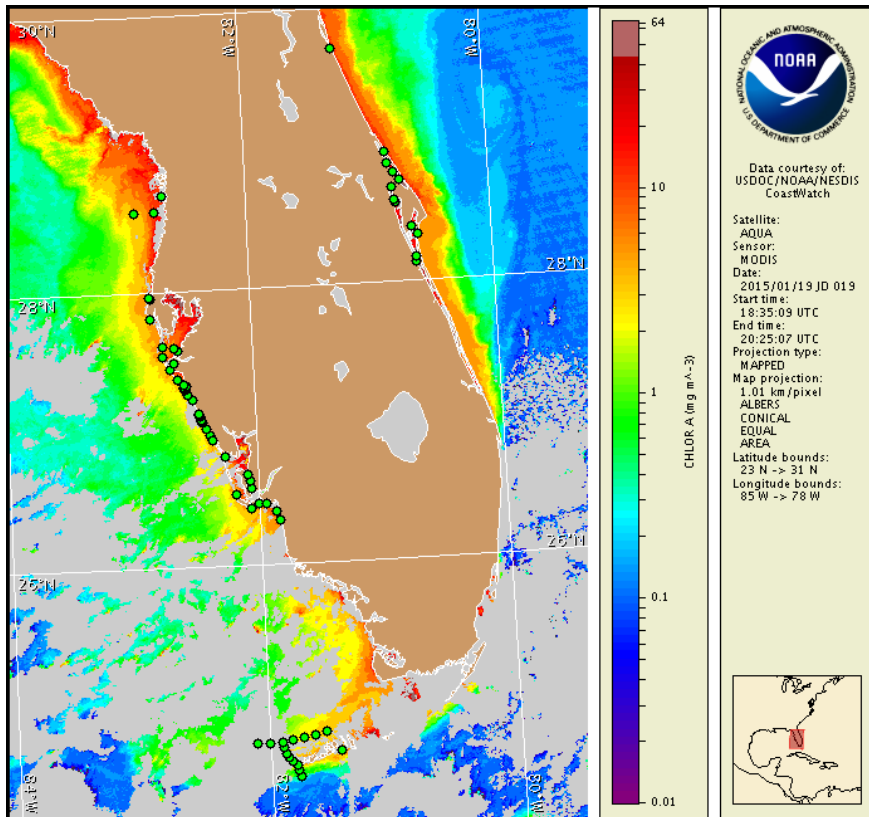 30°N
82°W
80°W
28°N
28°N
26°N
26°N
84°W
82°W
80°W
64
10
1
0.1
0.01
CHLOR A (mg m^-3)
NATIONAL OCEANIC AND ATMOSPHERIC ADMINISTRATION
NOAA
U.S. DEPARTMENT OF COMMERCE
Data courtesy of:
USDOC/NOAA/NESDIS
CoastWatch
Satellite:
AQUA
Sensor:
MODIS
Date:
2015/01/19 JD 019
Start time:
18:35:09 UTC
End time:
20:25:07 UTC
Projection type:
MAPPED
Map projection:
1.01 km/pixel
ALBERS
CONICAL
EQUAL
AREA
Latitude bounds:
23 N -> 31 N
Longitude bounds:
85 W -> 78 W